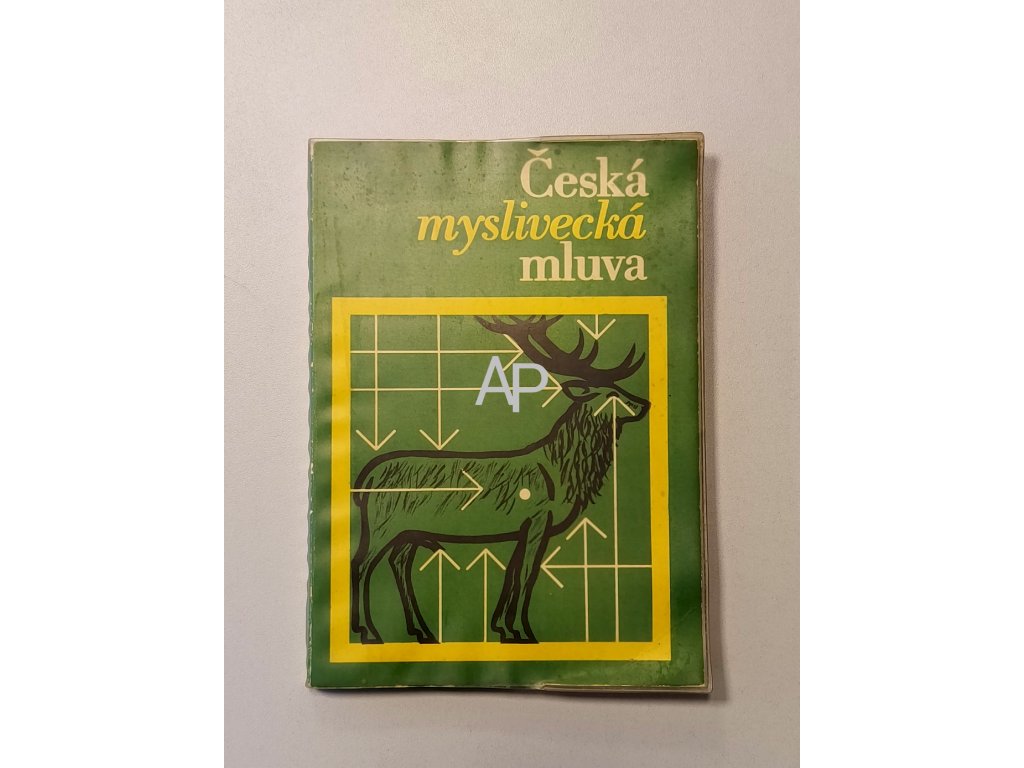 Česká
myslivecká
mluva
AP